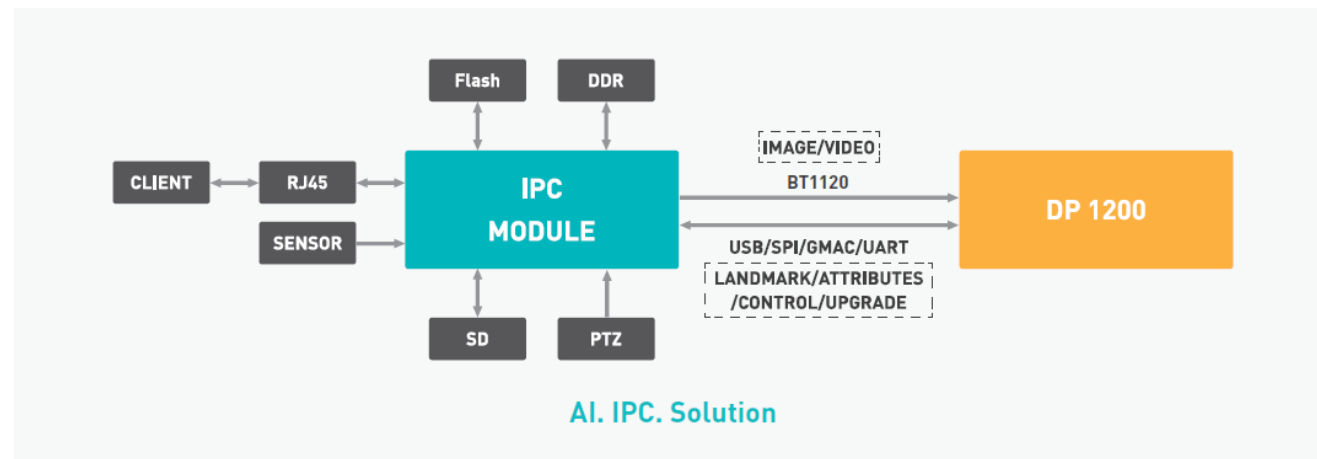 Flash
DDR
IMAGE/VIDEO
CLIENT
RJ45
IPC
MODULE
BT1120
DP 1200
SENSOR
USB/SPI/GMAC/UART
LANDMARK/ATTRIBUTES
/CONTROL/UPGRADE
SD
PTZ
AI. IPC. Solution